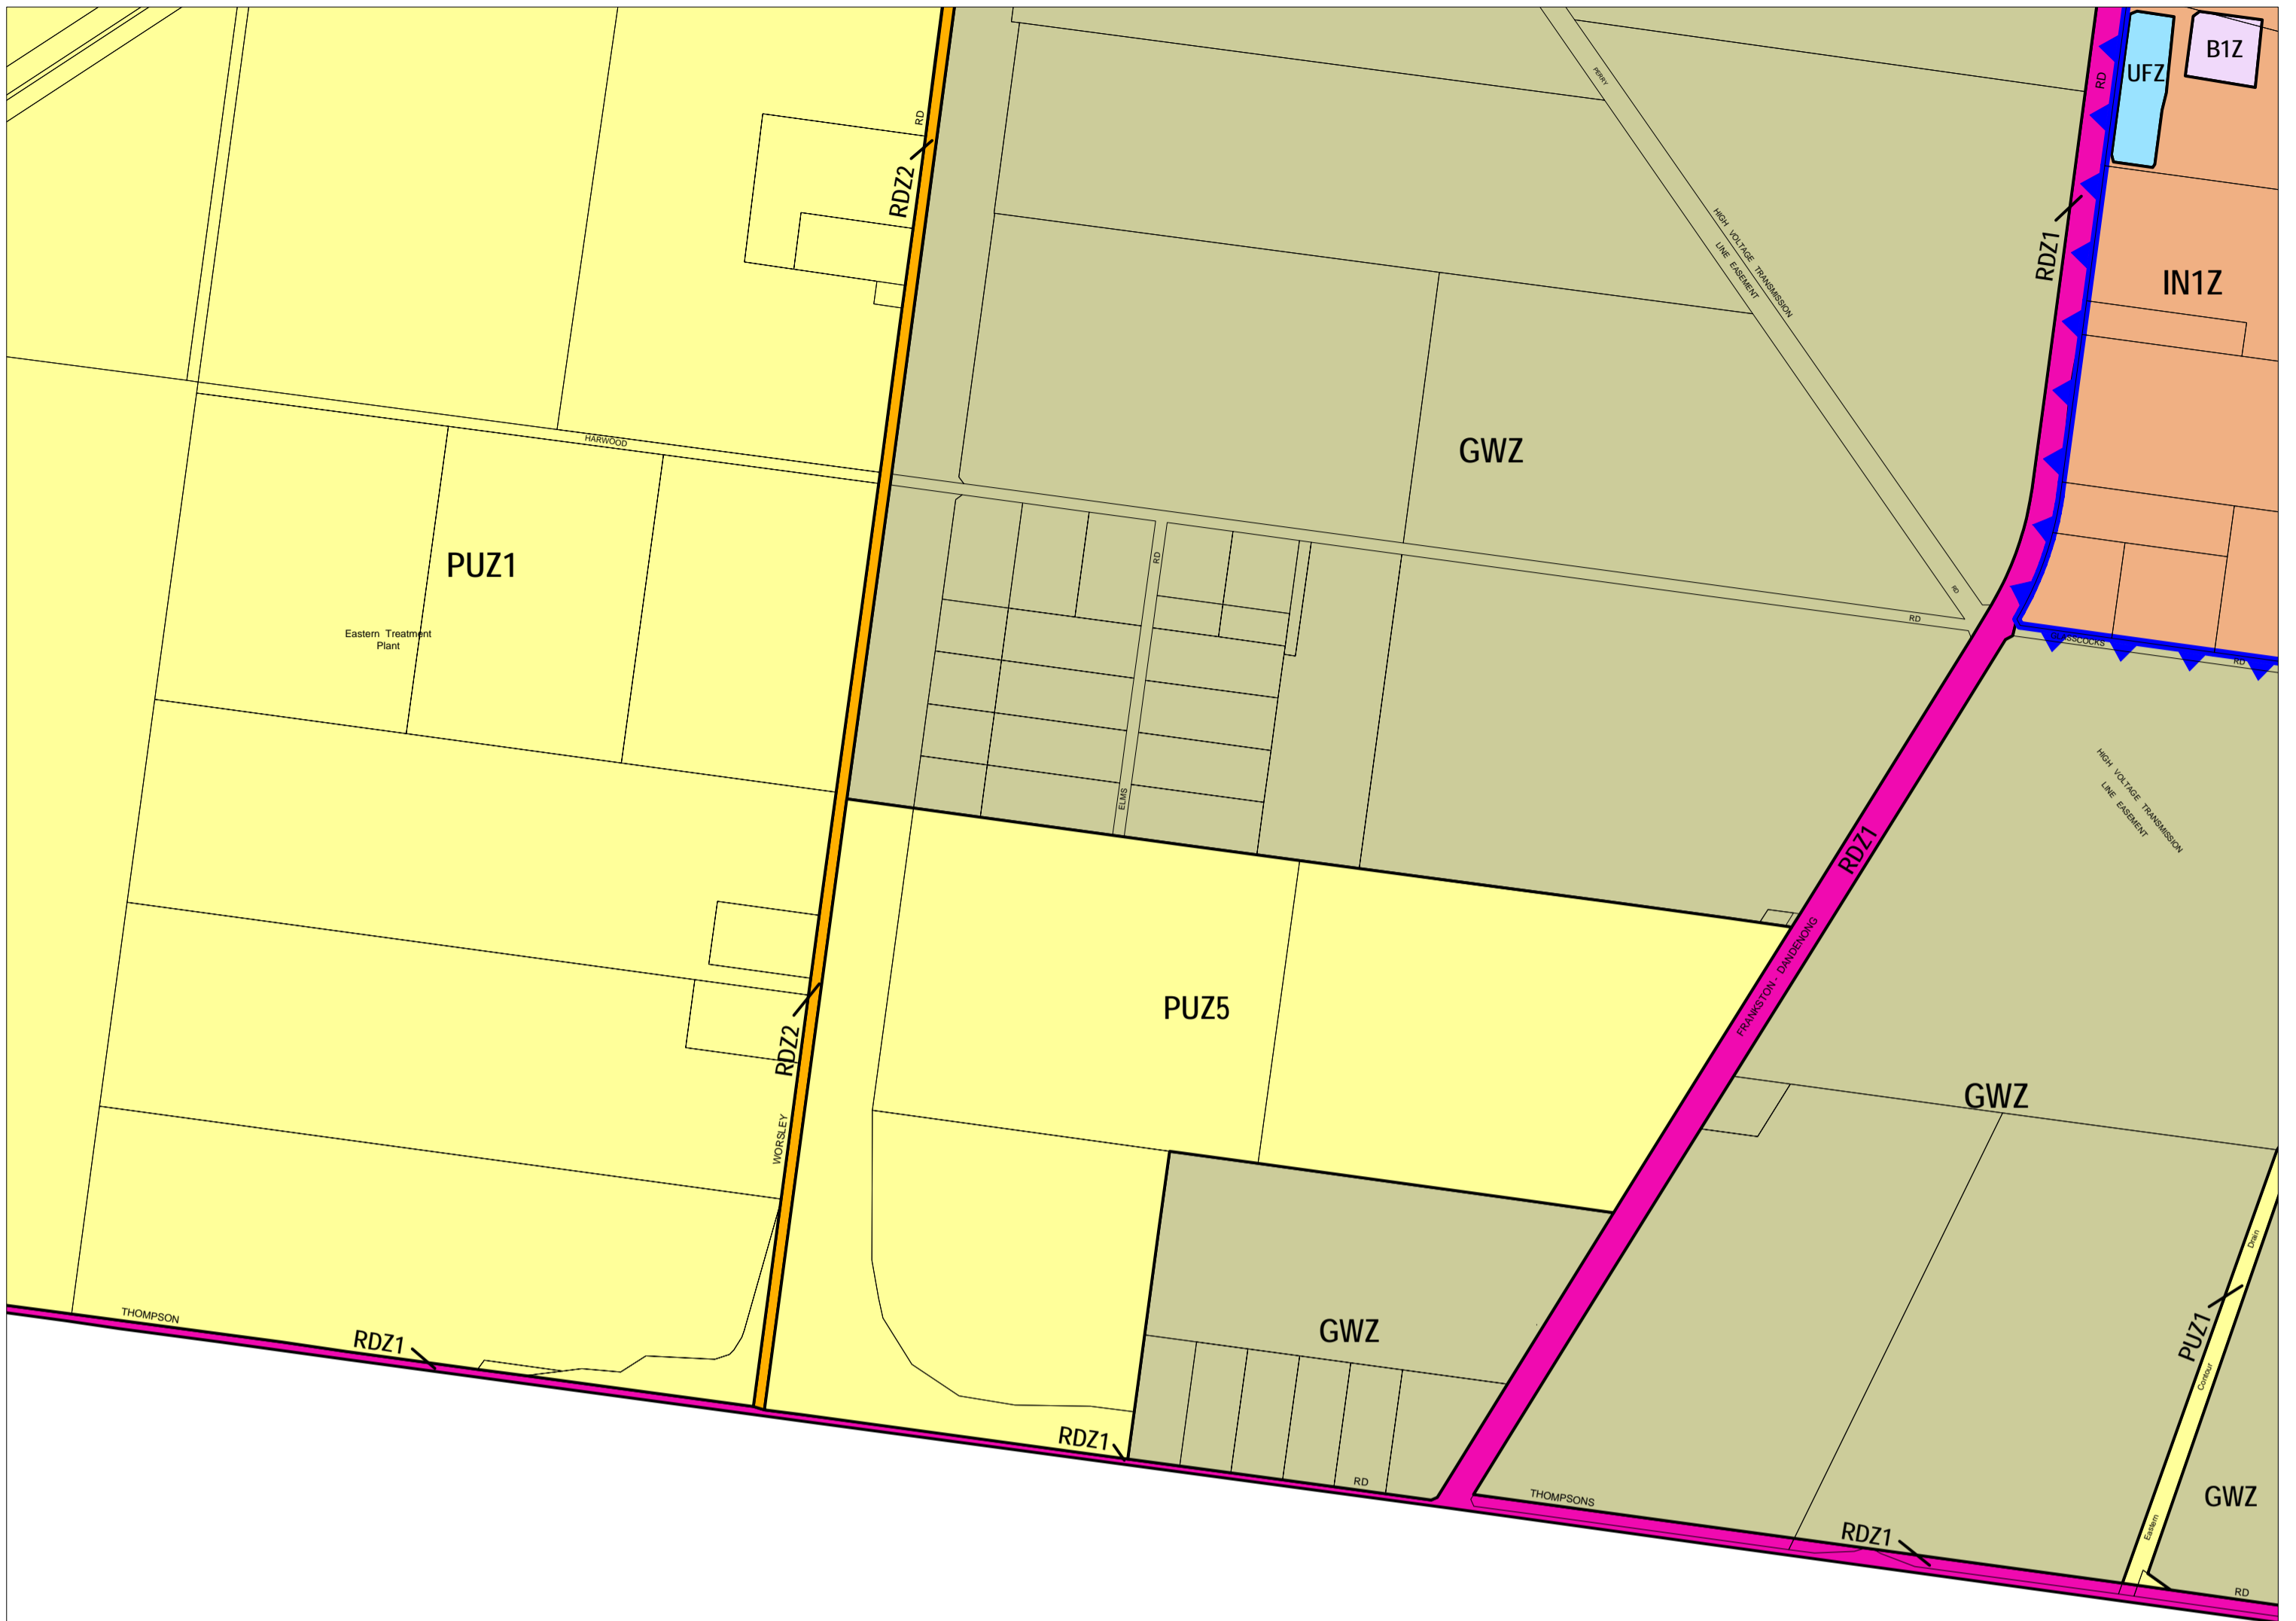 B1Z
UFZ
RD
PERRY
RD
RDZ2
HIGH VOLTAGE TRANSMISSION
LINE EASEMENT
RDZ1
IN1Z
HARWOOD
GWZ
PUZ1
RD
RD
RD
Eastern Treatment
Plant
GLASSCOCKS
RD
ELMS
HIGH VOLTAGE TRANSMISSION
LINE EASEMENT
RDZ1
FRANKSTON - DANDENONG
PUZ5
RDZ2
GWZ
WORSLEY
Drain
THOMPSON
RDZ1
GWZ
PUZ1
Contour
RDZ1
RD
THOMPSONS
GWZ
RDZ1
Eastern
RD